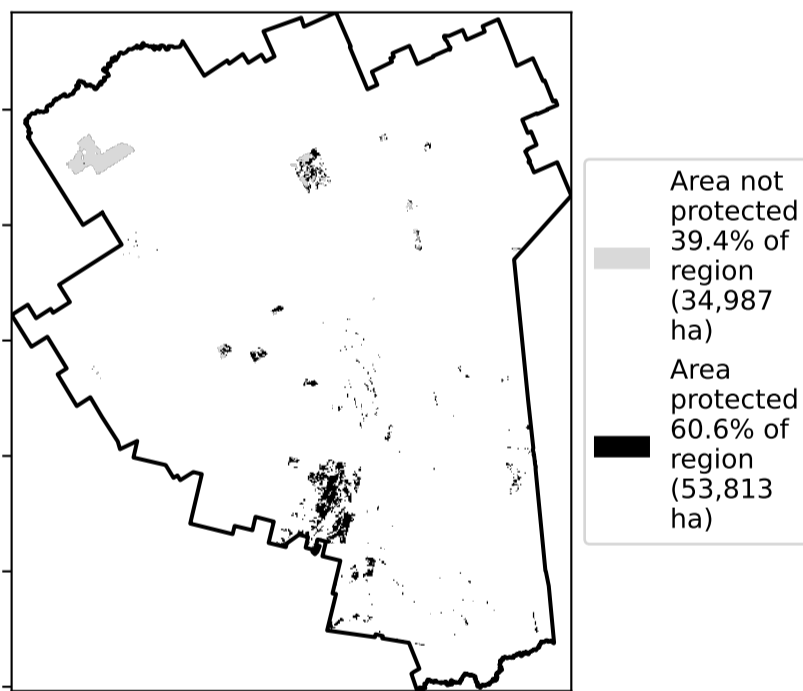 Area not
protected
39.4% of
region
(34,987
ha)
Area
protected
60.6% of
region
(53,813
ha)